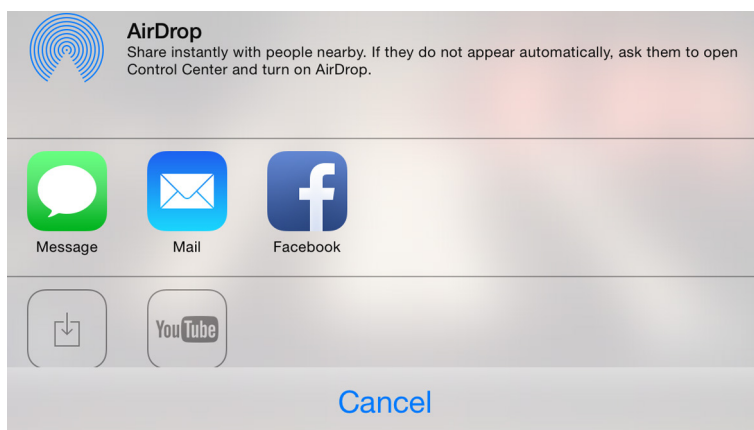 AirDrop
Share instantly with people nearby. If they do not appear automatically, ask them to open
Control Center and turn on AirDrop.
Message
Mail
Facebook
YouTube
Cancel